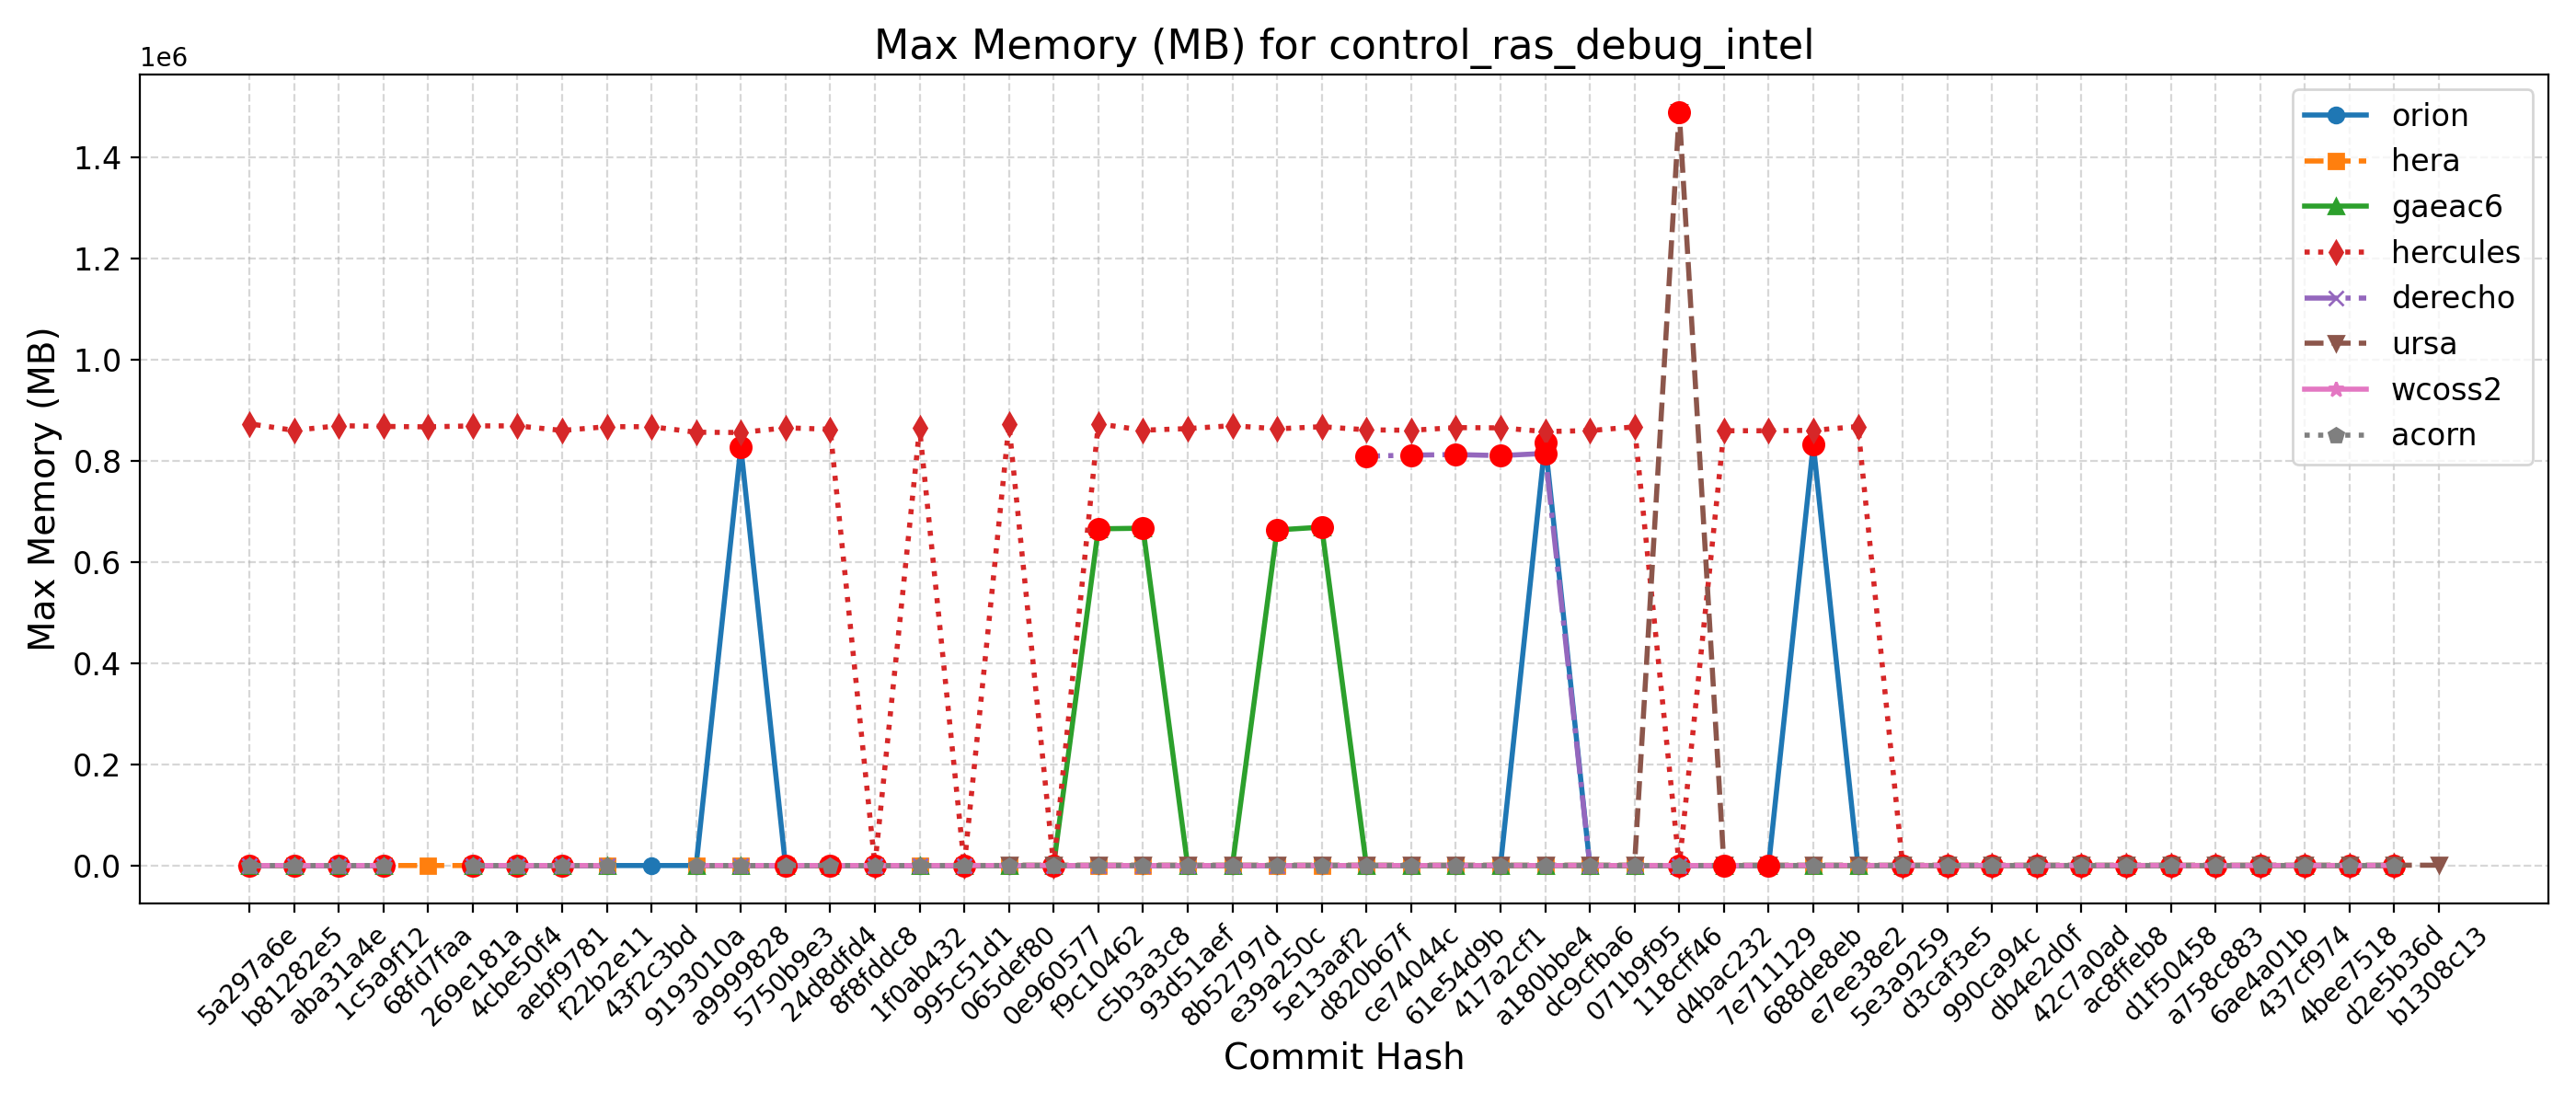 Max Memory (MB) for control_ras_debug_intel
1e6
1.4
1.2
1.0
0.8
0.6
0.4
0.2
0.0
Max Memory (MB)
orion
hera
gaeac6
hercules
derecho
ursa
wcoss2
acorn
5a297a6e
b81282e5
aba31a4e
1c5a9f12
68fd7faa
269e181a
4cbe50f4
aebf9781
f22b2e11
43f2c3bd
9193010a
a9999828
5750b9e3
24d8dfd4
8f8fddc8
1f0ab432
995c51d1
065def80
0e960577
f9c10462
c5b3a3c8
93d51aef
8b52797d
e39a250c
5e13aaf2
d820b67f
ce74044c
61e54d9b
417a2cf1
a180bbe4
dc9cfba6
071b9f95
118cff46
d4bac232
7e711129
688de8eb
e7ee38e2
5e3a9259
d3caf3e5
990ca94c
db4e2d0f
42c7a0ad
ac8ffeb8
d1f50458
a758c883
6ae4a01b
437cf974
4bee7518
d2e5b36d
b1308c13
Commit Hash